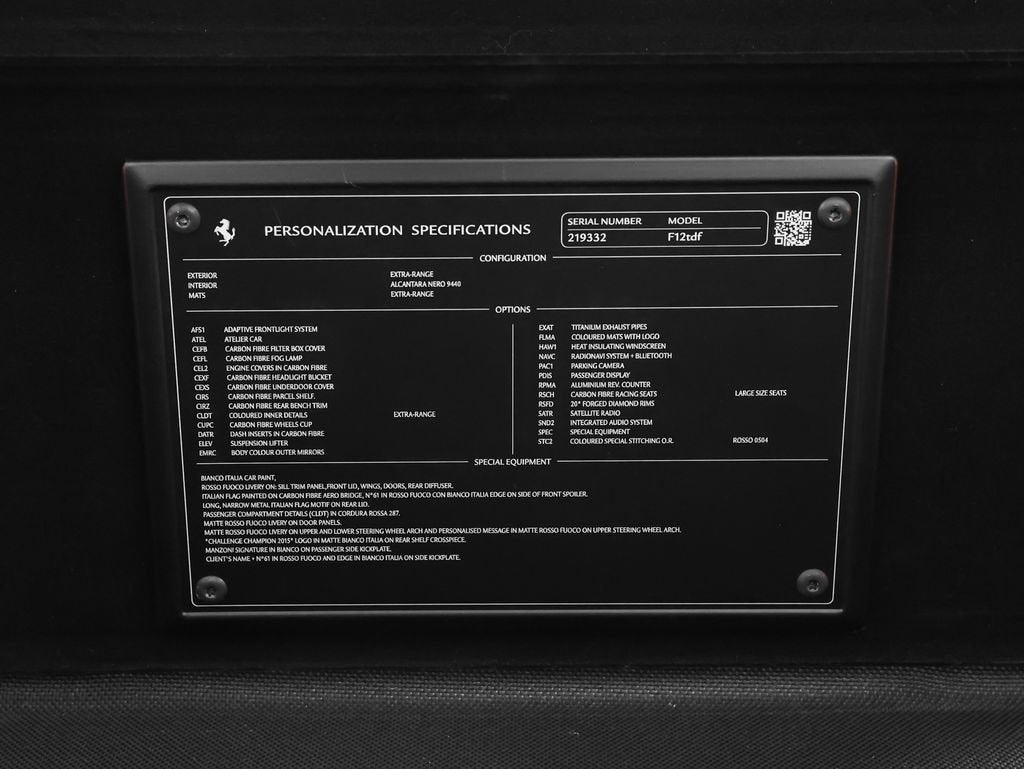 PERSONALIZATION SPECIFICATIONS
SERIAL NUMBER MODEL
219332 F12tdf
CONFIGURATION
EXTERIOR EXTRA-RANGE
INTERIOR ALCANTARA NERO 9440
MATS EXTRA-RANGE
OPTIONS
AFS1 ADAPTIVE FRONTLIGHT SYSTEM
ATEL ATELIER CAR
CEFB CARBON FIBRE FILTER BOX COVER
CEFL CARBON FIBRE FOG LAMP
CEL2 ENGINE COVERS IN CARBON FIBRE
CEXF CARBON FIBRE HEADLIGHT BUCKET
CEXS CARBON FIBRE UNDERDOOR COVER
CIRS CARBON FIBRE PARCEL SHELF.
CIRZ CARBON FIBRE REAR BENCH TRIM
CLDT COLOURED INNER DETAILS EXTRA-RANGE
CUPC CARBON FIBRE WHEELS CUP
DATR DASH INSERTS IN CARBON FIBRE
ELEV SUSPENSION LIFTER
EMRC BODY COLOUR OUTER MIRRORS
EXAT TITANIUM EXHAUST PIPES
FLMA COLOURED MATS WITH LOGO
HAW1 HEAT INSULATING WINDSCREEN
NAVC RADIONAVI SYSTEM + BLUETOOTH
PAC1 PARKING CAMERA
PDIS PASSENGER DISPLAY
RPMA ALUMINIUM REV. COUNTER
RSCH CARBON FIBRE RACING SEATS LARGE SIZE SEATS
RSFD 20" FORGED DIAMOND RIMS
SATR SATELLITE RADIO
SND2 INTEGRATED AUDIO SYSTEM
SPEC SPECIAL EQUIPMENT
STC2 COLOURED SPECIAL STITCHING O.R. ROSSO 0504
SPECIAL EQUIPMENT
BIANCO ITALIA CAR PAINT,
ROSSO FUOCO LIVERY ON: SILL TRIM PANEL,FRONT LID, WINGS, DOORS, REAR DIFFUSER.
ITALIAN FLAG PAINTED ON CARBON FIBRE AERO BRIDGE, N°61 IN ROSSO FUOCO CON BIANCO ITALIA EDGE ON SIDE OF FRONT SPOILER.
LONG, NARROW METAL ITALIAN FLAG MOTIF ON REAR LID.
PASSENGER COMPARTMENT DETAILS (CLDT) IN CORDURA ROSSA 287.
MATTE ROSSO FUOCO LIVERY ON DOOR PANELS.
MATTE ROSSO FUOCO LIVERY ON UPPER AND LOWER STEERING WHEEL ARCH AND PERSONALISED MESSAGE IN MATTE ROSSO FUOCO ON UPPER STEERING WHEEL ARCH.
"CHALLENGE CHAMPION 2015" LOGO IN MATTE BIANCO ITALIA ON REAR SHELF CROSSPIECE.
MANZONI SIGNATURE IN BIANCO ON PASSENGER SIDE KICKPLATE.
CLIENT'S NAME + N°61 IN ROSSO FUOCO AND EDGE IN BIANCO ITALIA ON SIDE KICKPLATE.